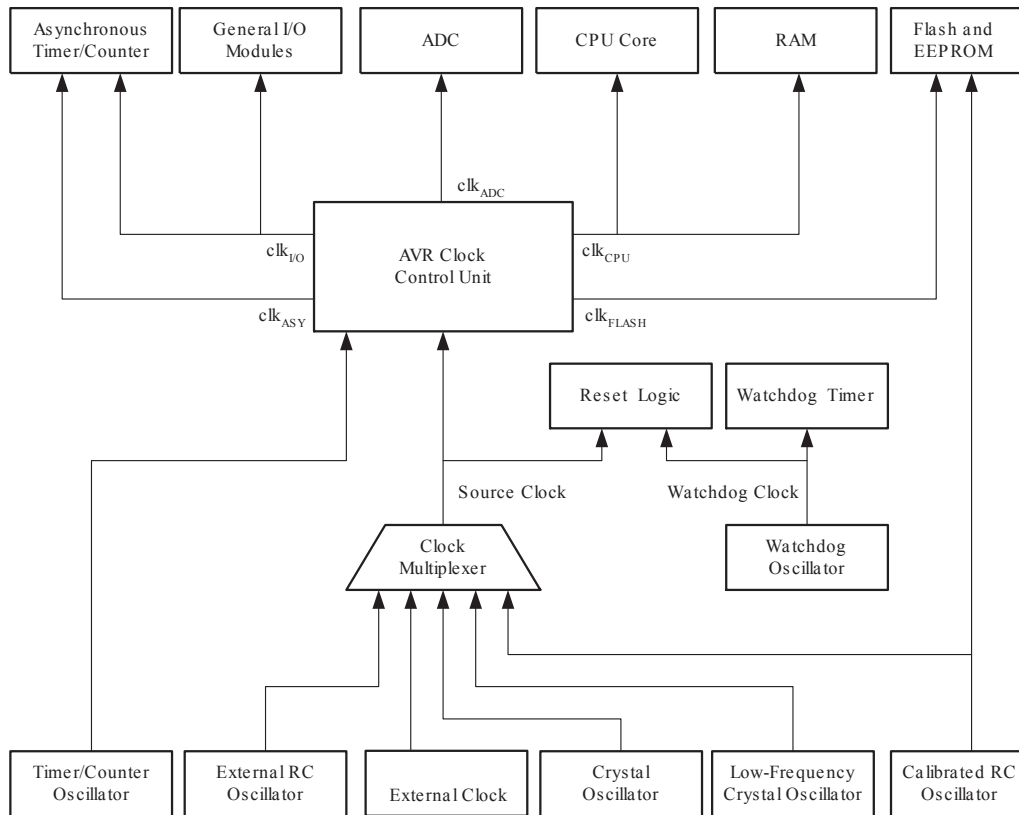 Asynchronous
Timer/Counter
General I/O
Modules
ADC
CPU Core
RAM
Flash and
EEPROM
clkADC
clkI/O
AVR Clock
Control Unit
clkCPU
clkASY
clkFLASH
Reset Logic
Watchdog Timer
Source Clock
Watchdog Clock
Clock
Multiplexer
Watchdog
Oscillator
Timer/Counter
Oscillator
External RC
Oscillator
External Clock
Crystal
Oscillator
Low-Frequency
Crystal Oscillator
Calibrated RC
Oscillator